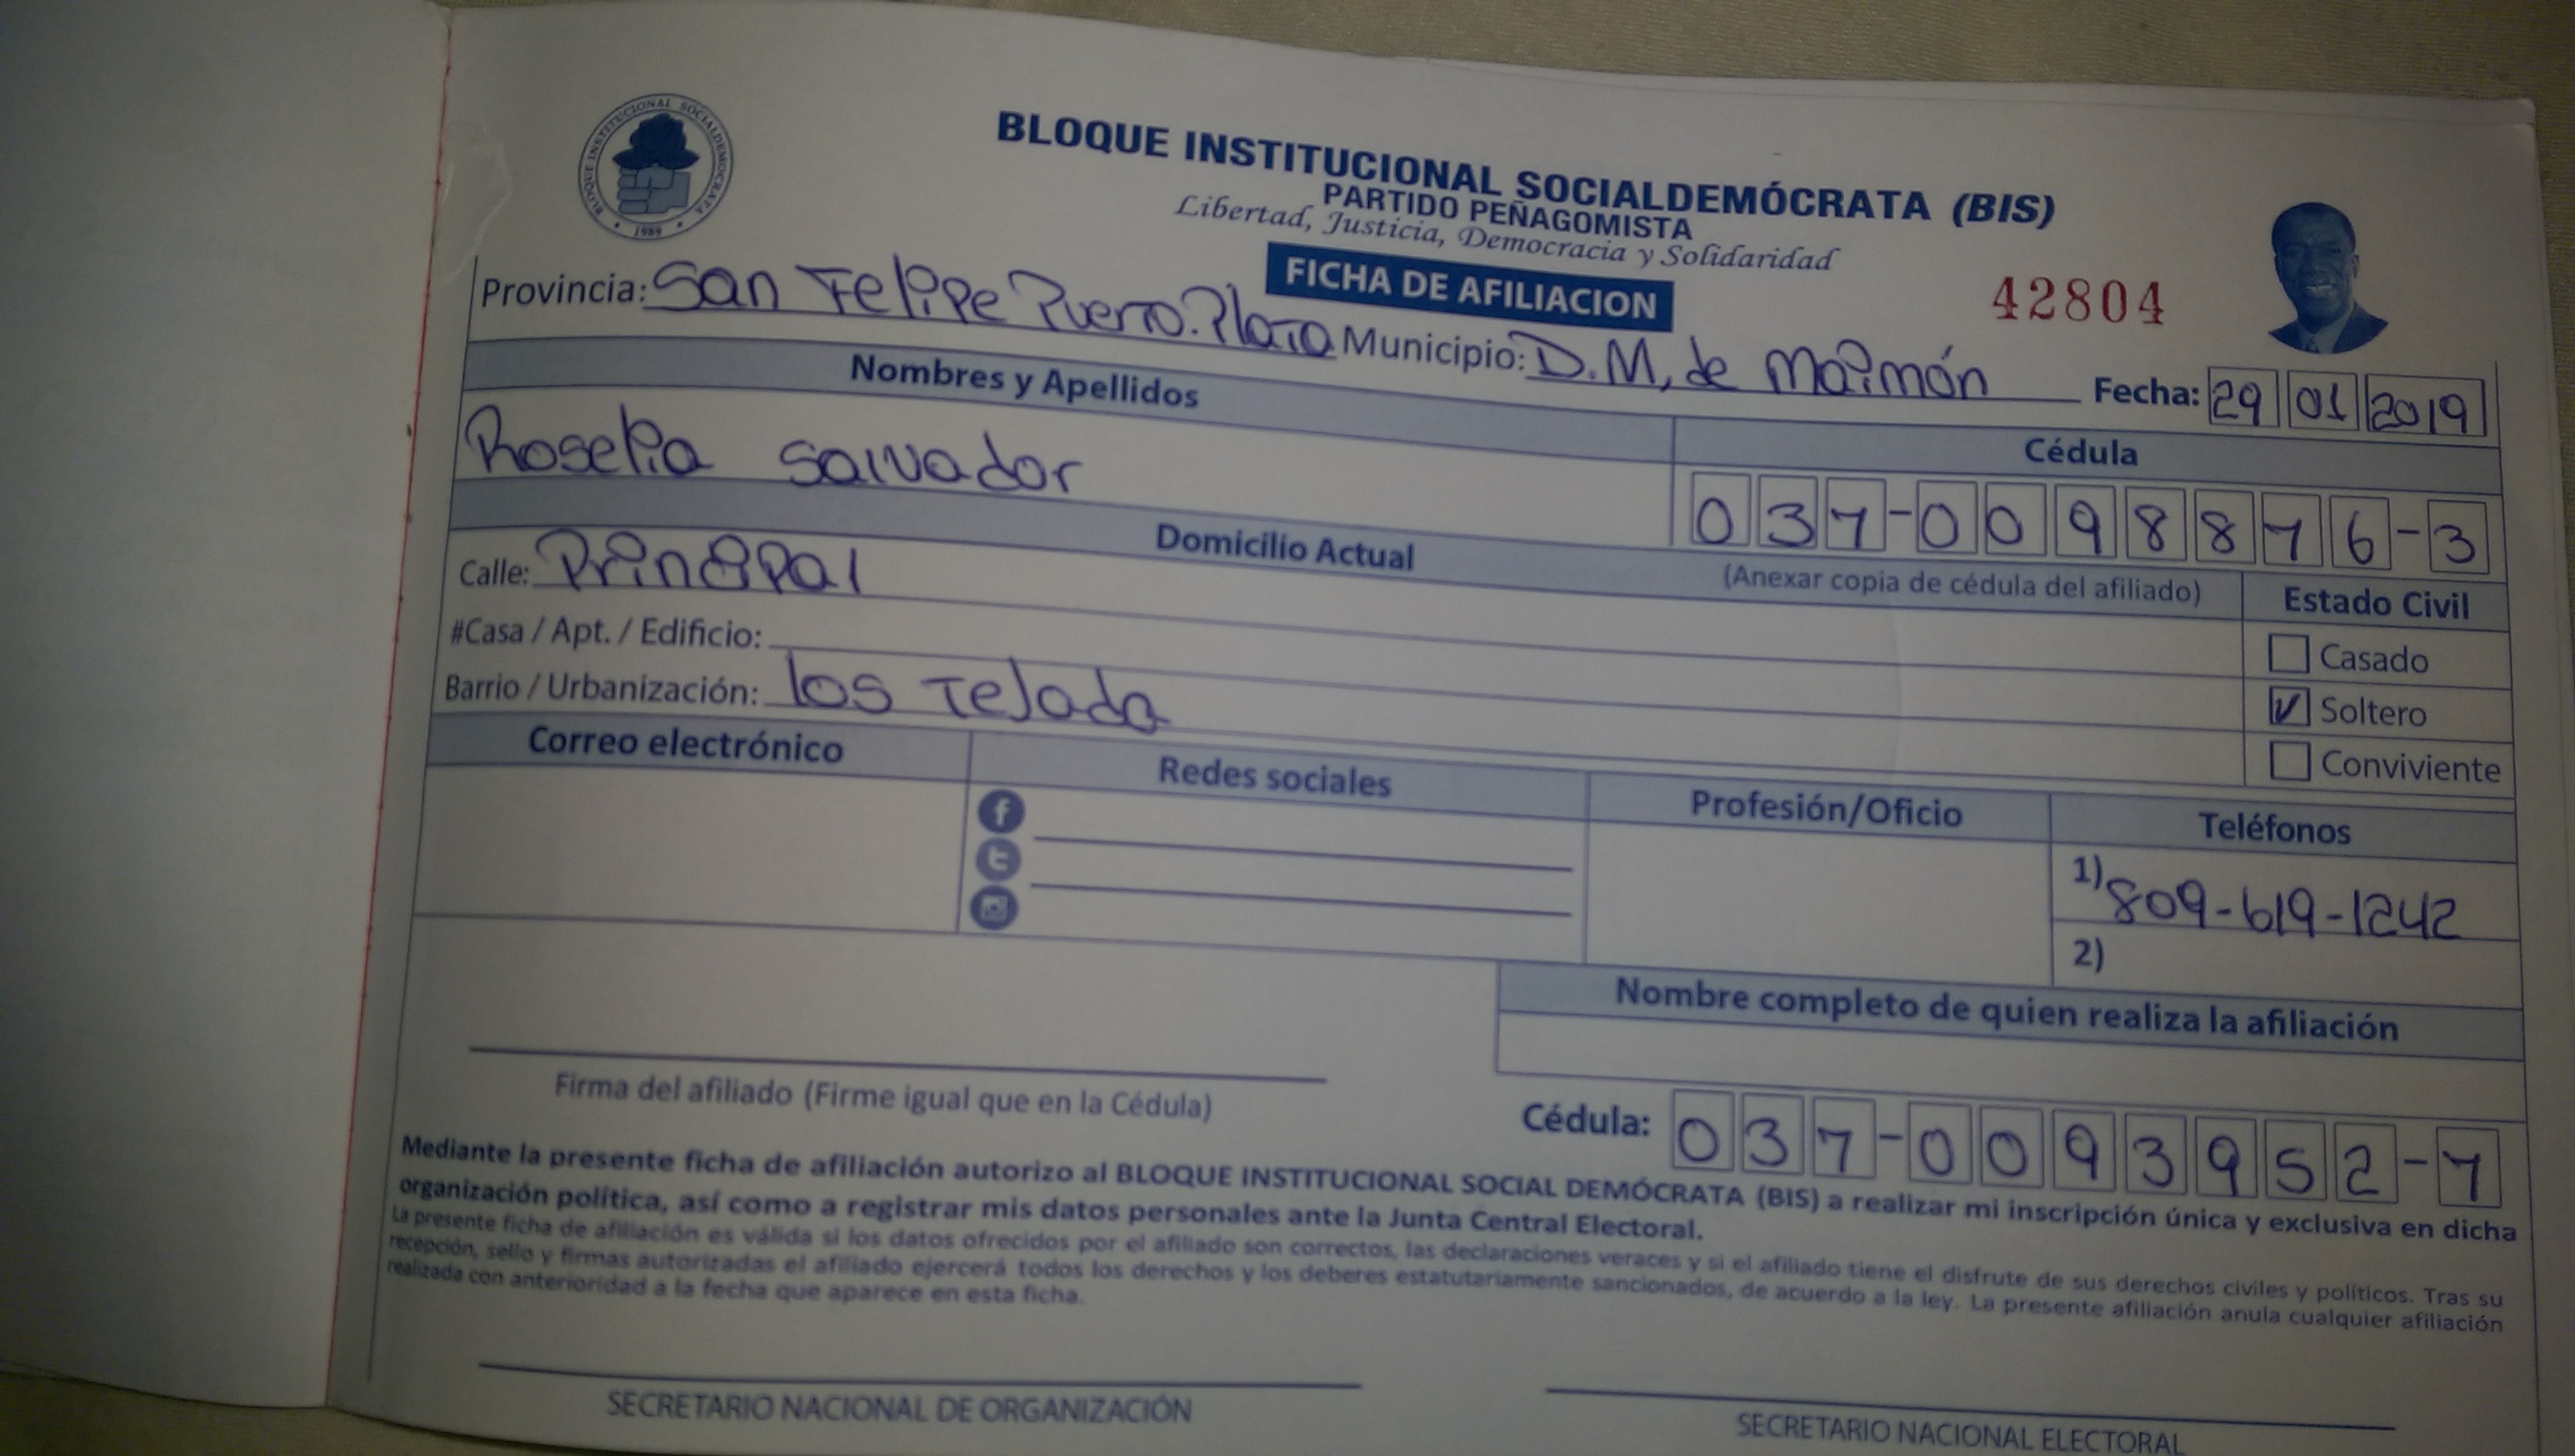 BLOQUE INSTITUCIONAL SOCIALDEMOCRATA
1989
BLOQUE INSTITUCIONAL SOCIALDEMÓCRATA (BIS)
PARTIDO PEÑAGOMISTA
Libertad, Justicia, Democracia y Solidaridad
FICHA DE AFILIACION
42804
Provincia: San Felipe Puerto.Plata Municipio: D.M, de Maimón Fecha: 29 01 2019
Nombres y Apellidos
Cédula
Roselia Salvador
037-0098876-3
Domicilio Actual
(Anexar copia de cédula del afiliado)
Estado Civil
Calle: Prinsipal
#Casa / Apt. / Edificio:
Casado
Barrio / Urbanización: los Tejada
Soltero
Conviviente
Correo electrónico
Redes sociales
Profesión/Oficio
Teléfonos
1) 809-619-1242
2)
Nombre completo de quien realiza la afiliación
Firma del afiliado (Firme igual que en la Cédula)
Cédula: 037-0093952-7
Mediante la presente ficha de afiliación autorizo al BLOQUE INSTITUCIONAL SOCIAL DEMÓCRATA (BIS) a realizar mi inscripción única y exclusiva en dicha
organización política, así como a registrar mis datos personales ante la Junta Central Electoral.
La presente ficha de afiliación es válida si los datos ofrecidos por el afiliado son correctos, las declaraciones veraces y si el afiliado tiene el disfrute de sus derechos civiles y políticos. Tras su
recepción, sello y firmas autorizadas el afiliado ejercerá todos los derechos y los deberes estatutariamente sancionados, de acuerdo a la ley. La presente afiliación anula cualquier afiliación
realizada con anterioridad a la fecha que aparece en esta ficha.
SECRETARIO NACIONAL DE ORGANIZACIÓN
SECRETARIO NACIONAL ELECTORAL